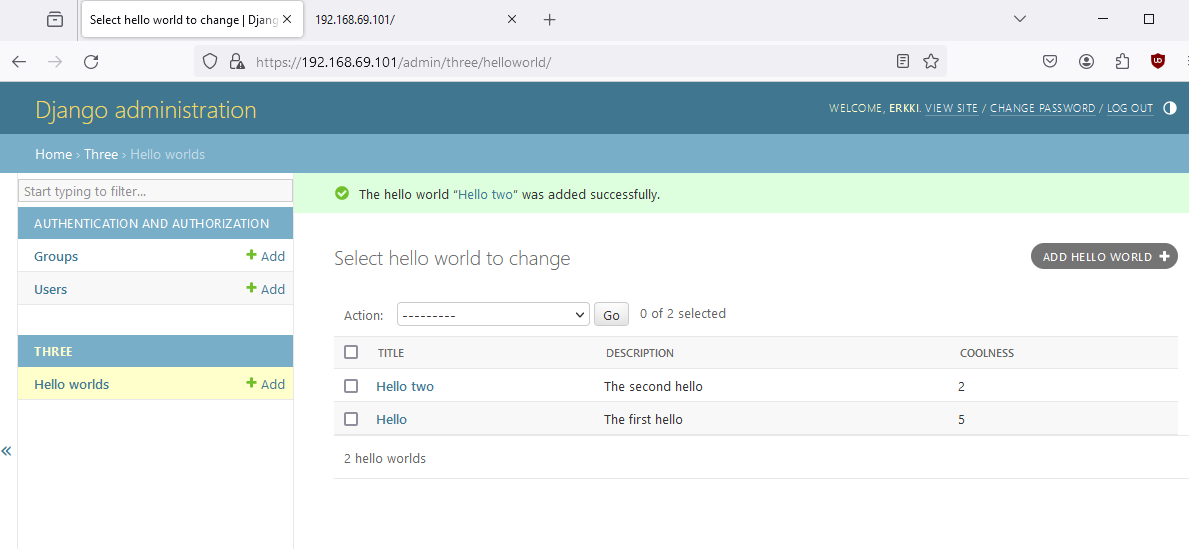 Select hello world to change | Djang
192.168.69.101/
https://192.168.69.101/admin/three/helloworld/
Django administration
WELCOME, ERKKI. VIEW SITE / CHANGE PASSWORD / LOG OUT
Home › Three › Hello worlds
Start typing to filter...
AUTHENTICATION AND AUTHORIZATION
Groups + Add
Users + Add
THREE
Hello worlds + Add
«
The hello world “Hello two” was added successfully.
Select hello world to change
ADD HELLO WORLD +
Action: --------- Go 0 of 2 selected
TITLE DESCRIPTION COOLNESS
Hello two The second hello 2
Hello The first hello 5
2 hello worlds